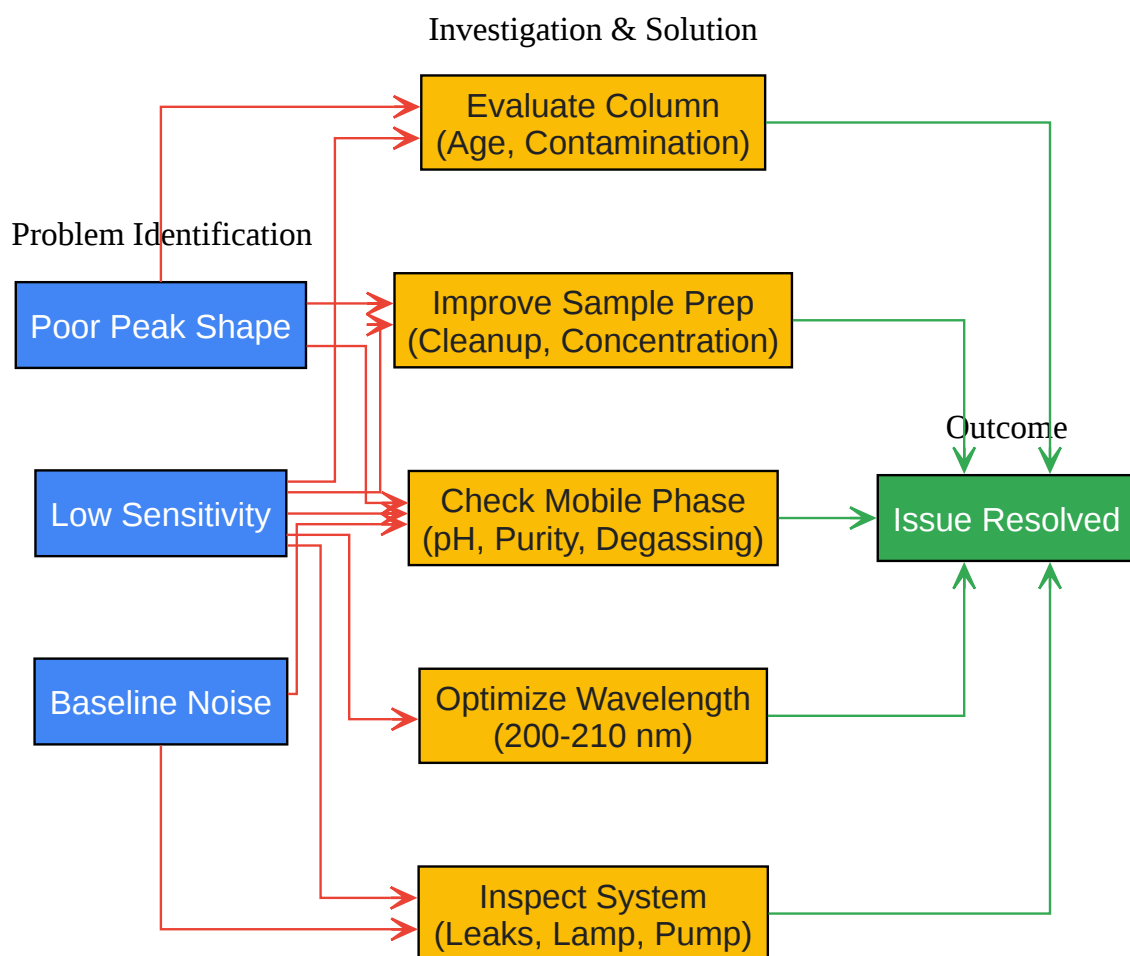 Investigation & Solution
Evaluate Column
(Age, Contamination)
Problem Identification
Poor Peak Shape
Improve Sample Prep
(Cleanup, Concentration)
Outcome
Low Sensitivity
Check Mobile Phase
(pH, Purity, Degassing)
Issue Resolved
Baseline Noise
Optimize Wavelength
(200-210 nm)
Inspect System
(Leaks, Lamp, Pump)